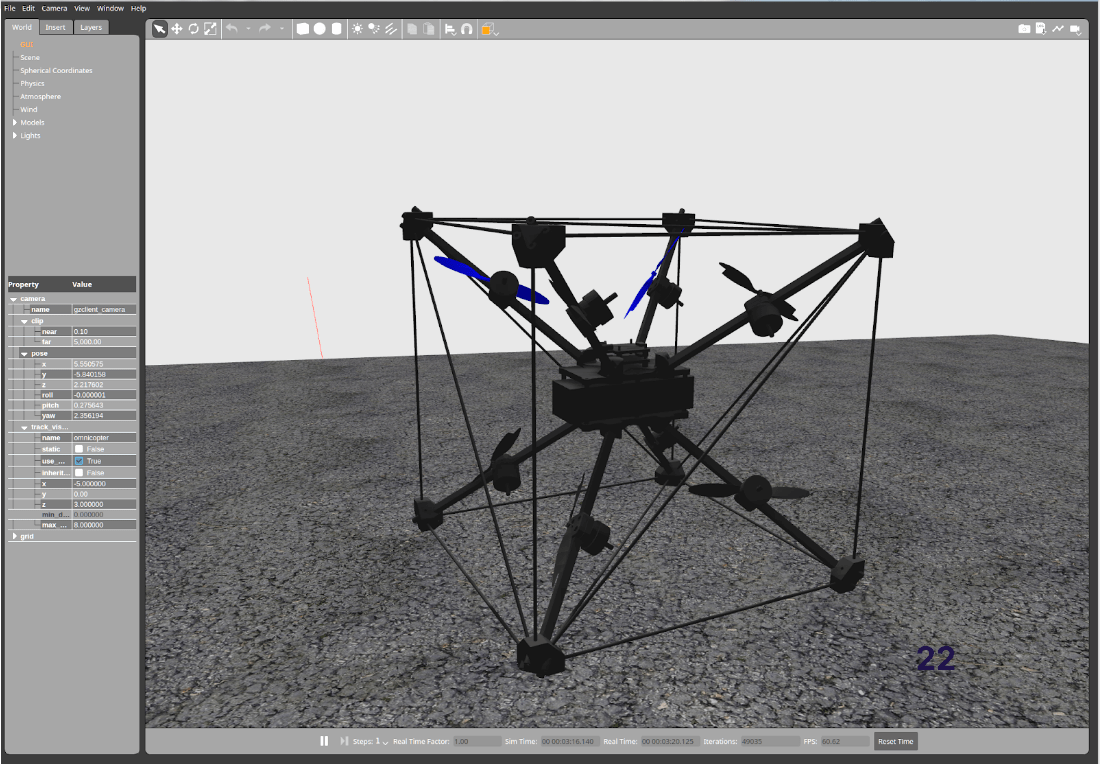 File Edit Camera View Window Help
World Insert Layers
GUI
Scene
Spherical Coordinates
Physics
Atmosphere
Wind
Models
Lights
Property Value
camera
name gzclient_camera
clip
near 0.10
far 5,000.00
pose
x 5.550575
y -5.840158
z 2.217602
roll -0.000001
pitch 0.275643
yaw 2.356194
track_vis...
name omnicopter
static False
use_... True
inherit... False
x -5.000000
y 0.00
z 3.000000
min_d... 0.000000
max_... 8.000000
grid
22
Steps: 1 Real Time Factor: 1.00 Sim Time: 00 00:03:16.140 Real Time: 00 00:03:20.125 Iterations: 49035 FPS: 60.62 Reset Time